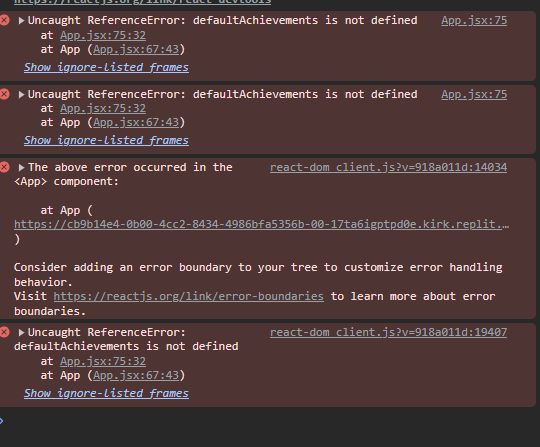 https://reactjs.org/link/react-devtools
Uncaught ReferenceError: defaultAchievements is not defined App.jsx:75
at App.jsx:75:32
at App (App.jsx:67:43)
Show ignore-listed frames
Uncaught ReferenceError: defaultAchievements is not defined App.jsx:75
at App.jsx:75:32
at App (App.jsx:67:43)
Show ignore-listed frames
The above error occurred in the react-dom_client.js?v=918a011d:14034
<App> component:
at App (
https://cb9b14e4-0b00-4cc2-8434-4986bfa5356b-00-17ta6igptpd0e.kirk.replit.…
)
Consider adding an error boundary to your tree to customize error handling
behavior.
Visit https://reactjs.org/link/error-boundaries to learn more about error
boundaries.
Uncaught ReferenceError: react-dom_client.js?v=918a011d:19407
defaultAchievements is not defined
at App.jsx:75:32
at App (App.jsx:67:43)
Show ignore-listed frames